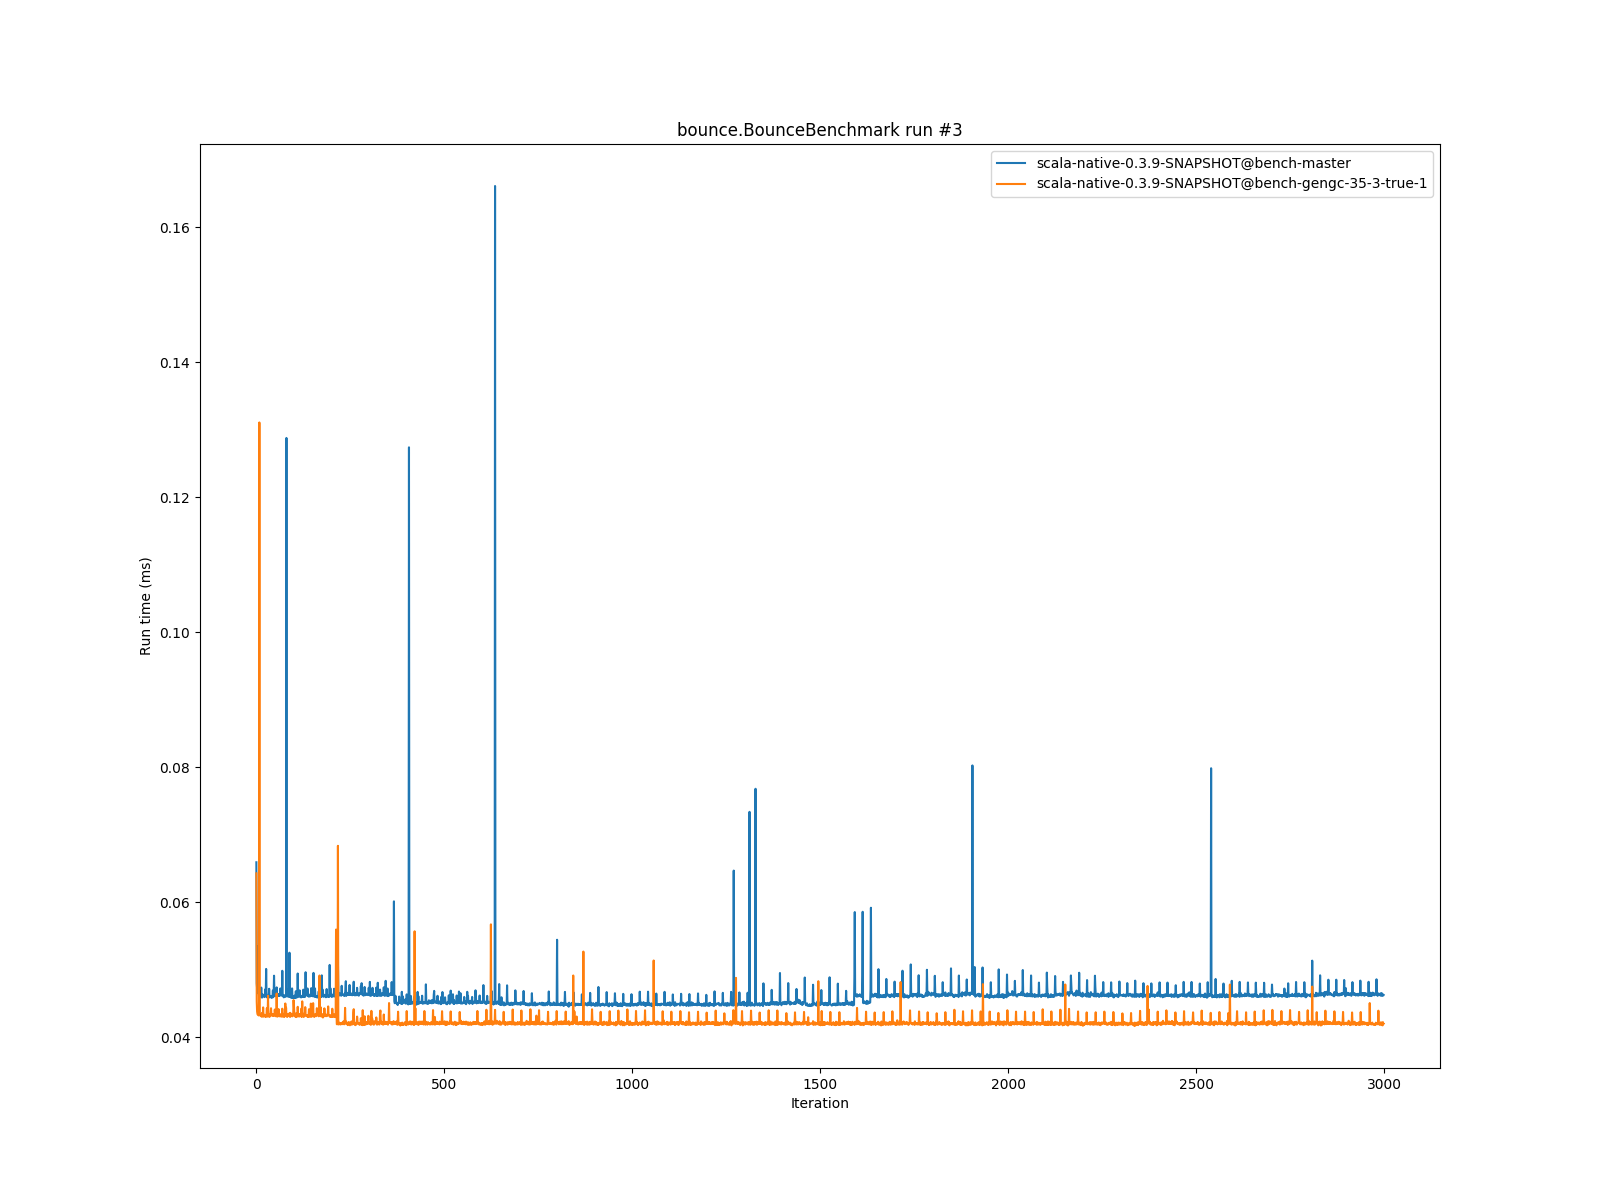 bounce.BounceBenchmark run #3
scala-native-0.3.9-SNAPSHOT@bench-master
scala-native-0.3.9-SNAPSHOT@bench-gengc-35-3-true-1
Run time (ms)
0.16
0.14
0.12
0.10
0.08
0.06
0.04
0
500
1000
1500
2000
2500
3000
Iteration